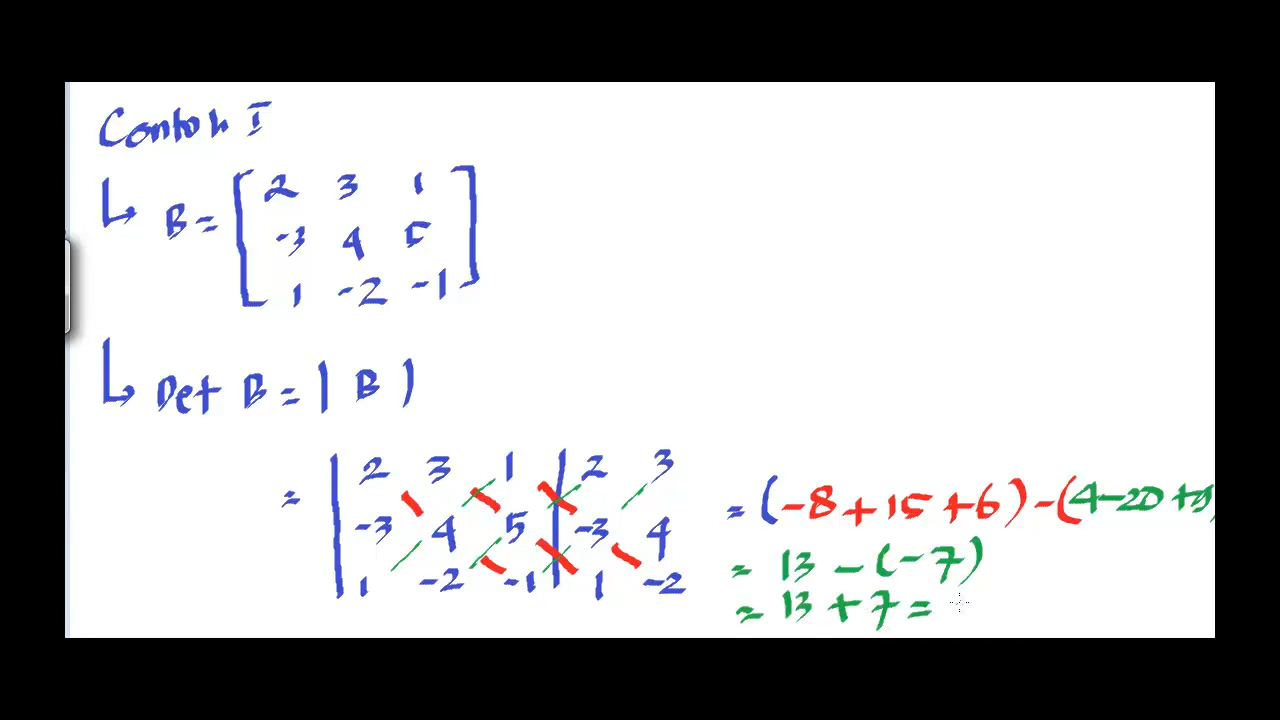 Contoh I
↳ B = [ 2 3 1
-3 4 5
1 -2 -1 ]
↳ Det B = | B |
= | 2 3 1 | 2 3
-3 4 5 | -3 4
1 -2 -1 | 1 -2
= (-8 + 15 + 6) - (4 - 20 + 9)
= 13 - (-7)
= 13 + 7 =